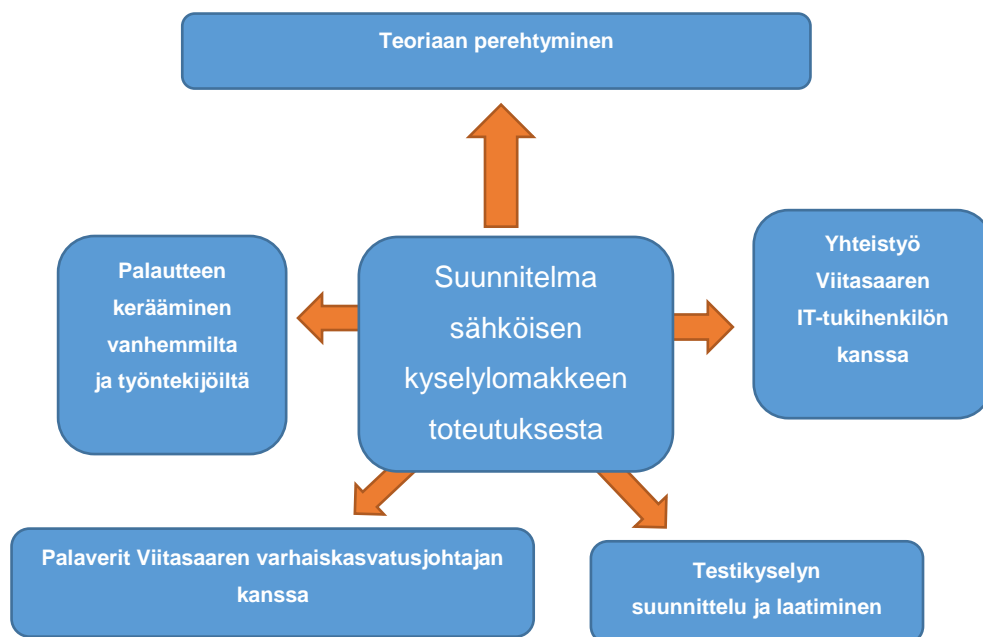 Teoriaan perehtyminen
Palautteen
kerääminen
vanhemmilta
ja työntekijöiltä
Suunnitelma
sähköisen
kyselylomakkeen
toteutuksesta
Yhteistyö
Viitasaaren
IT-tukihenkilön
kanssa
Palaverit Viitasaaren varhaiskasvatusjohtajan
kanssa
Testikyselyn
suunnittelu ja laatiminen